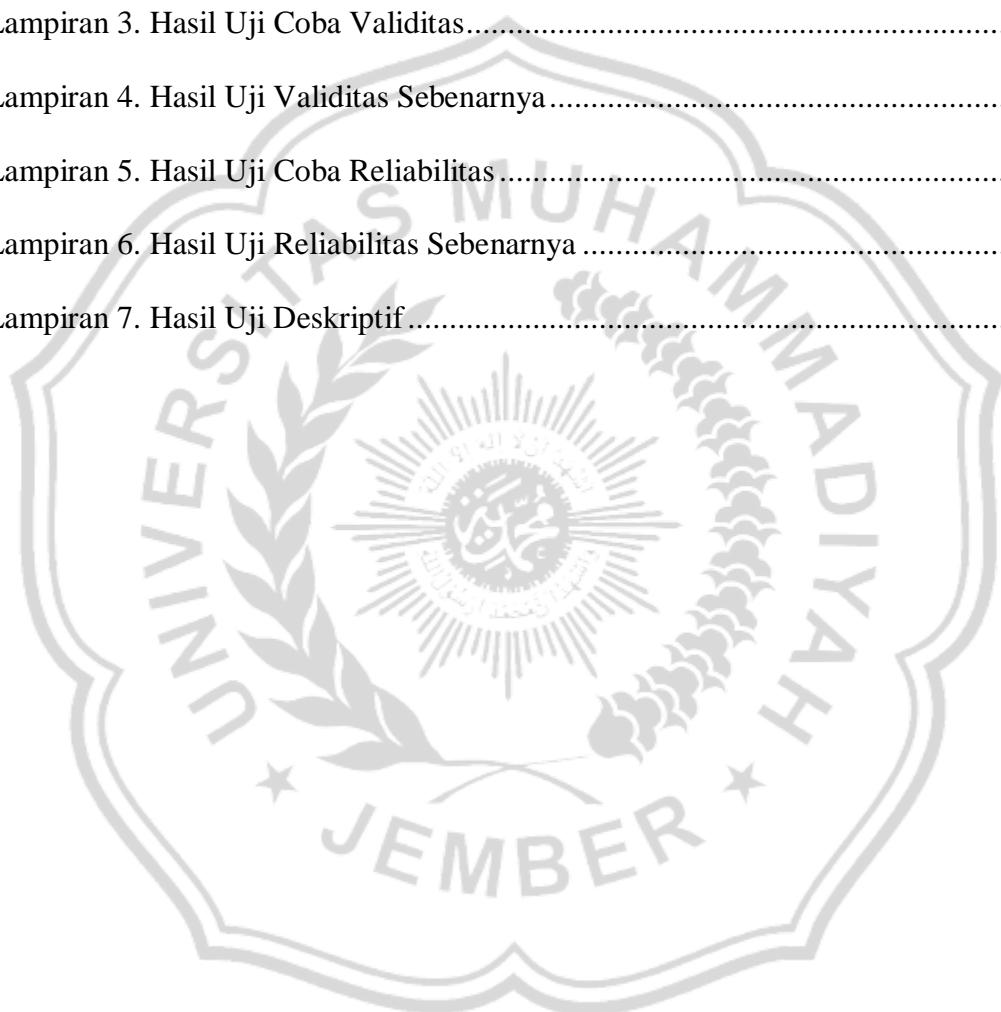 Lampiran 3. Hasil Uji Coba Validitas.................................................................
Lampiran 4. Hasil Uji Validitas Sebenarnya.......................................................
Lampiran 5. Hasil Uji Coba Reliabilitas.............................................................
Lampiran 6. Hasil Uji Reliabilitas Sebenarnya...................................................
Lampiran 7. Hasil Uji Deskriptif........................................................................
UNIVERSITAS MUHAMMADIYAH
JEMBER